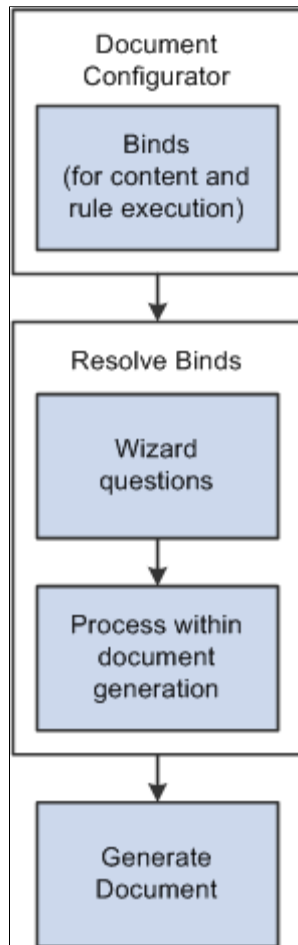 Document
Configurator
Binds
(for content and
rule execution)
Resolve Binds
Wizard
questions
Process within
document
generation
Generate
Document